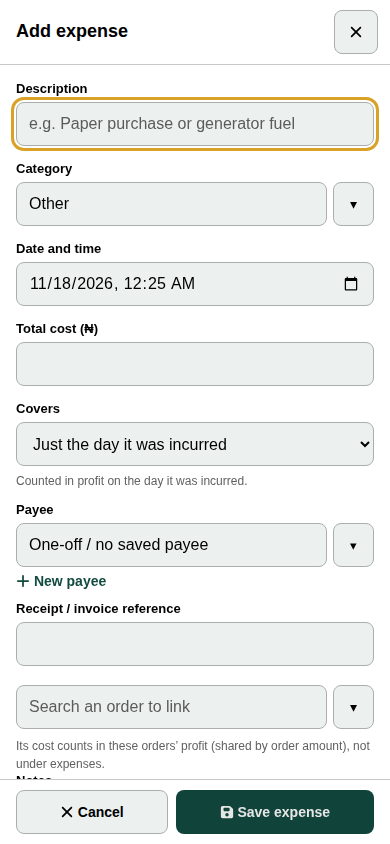 Add expense
Description
e.g. Paper purchase or generator fuel
Category
Other
Date and time
11/18/2026, 12:25 AM
Total cost (₦)
Covers
Just the day it was incurred
Counted in profit on the day it was incurred.
Payee
One-off / no saved payee
New payee
Receipt / invoice reference
Search an order to link
Its cost counts in these orders’ profit (shared by order amount), not
under expenses.
Notes
Cancel
Save expense